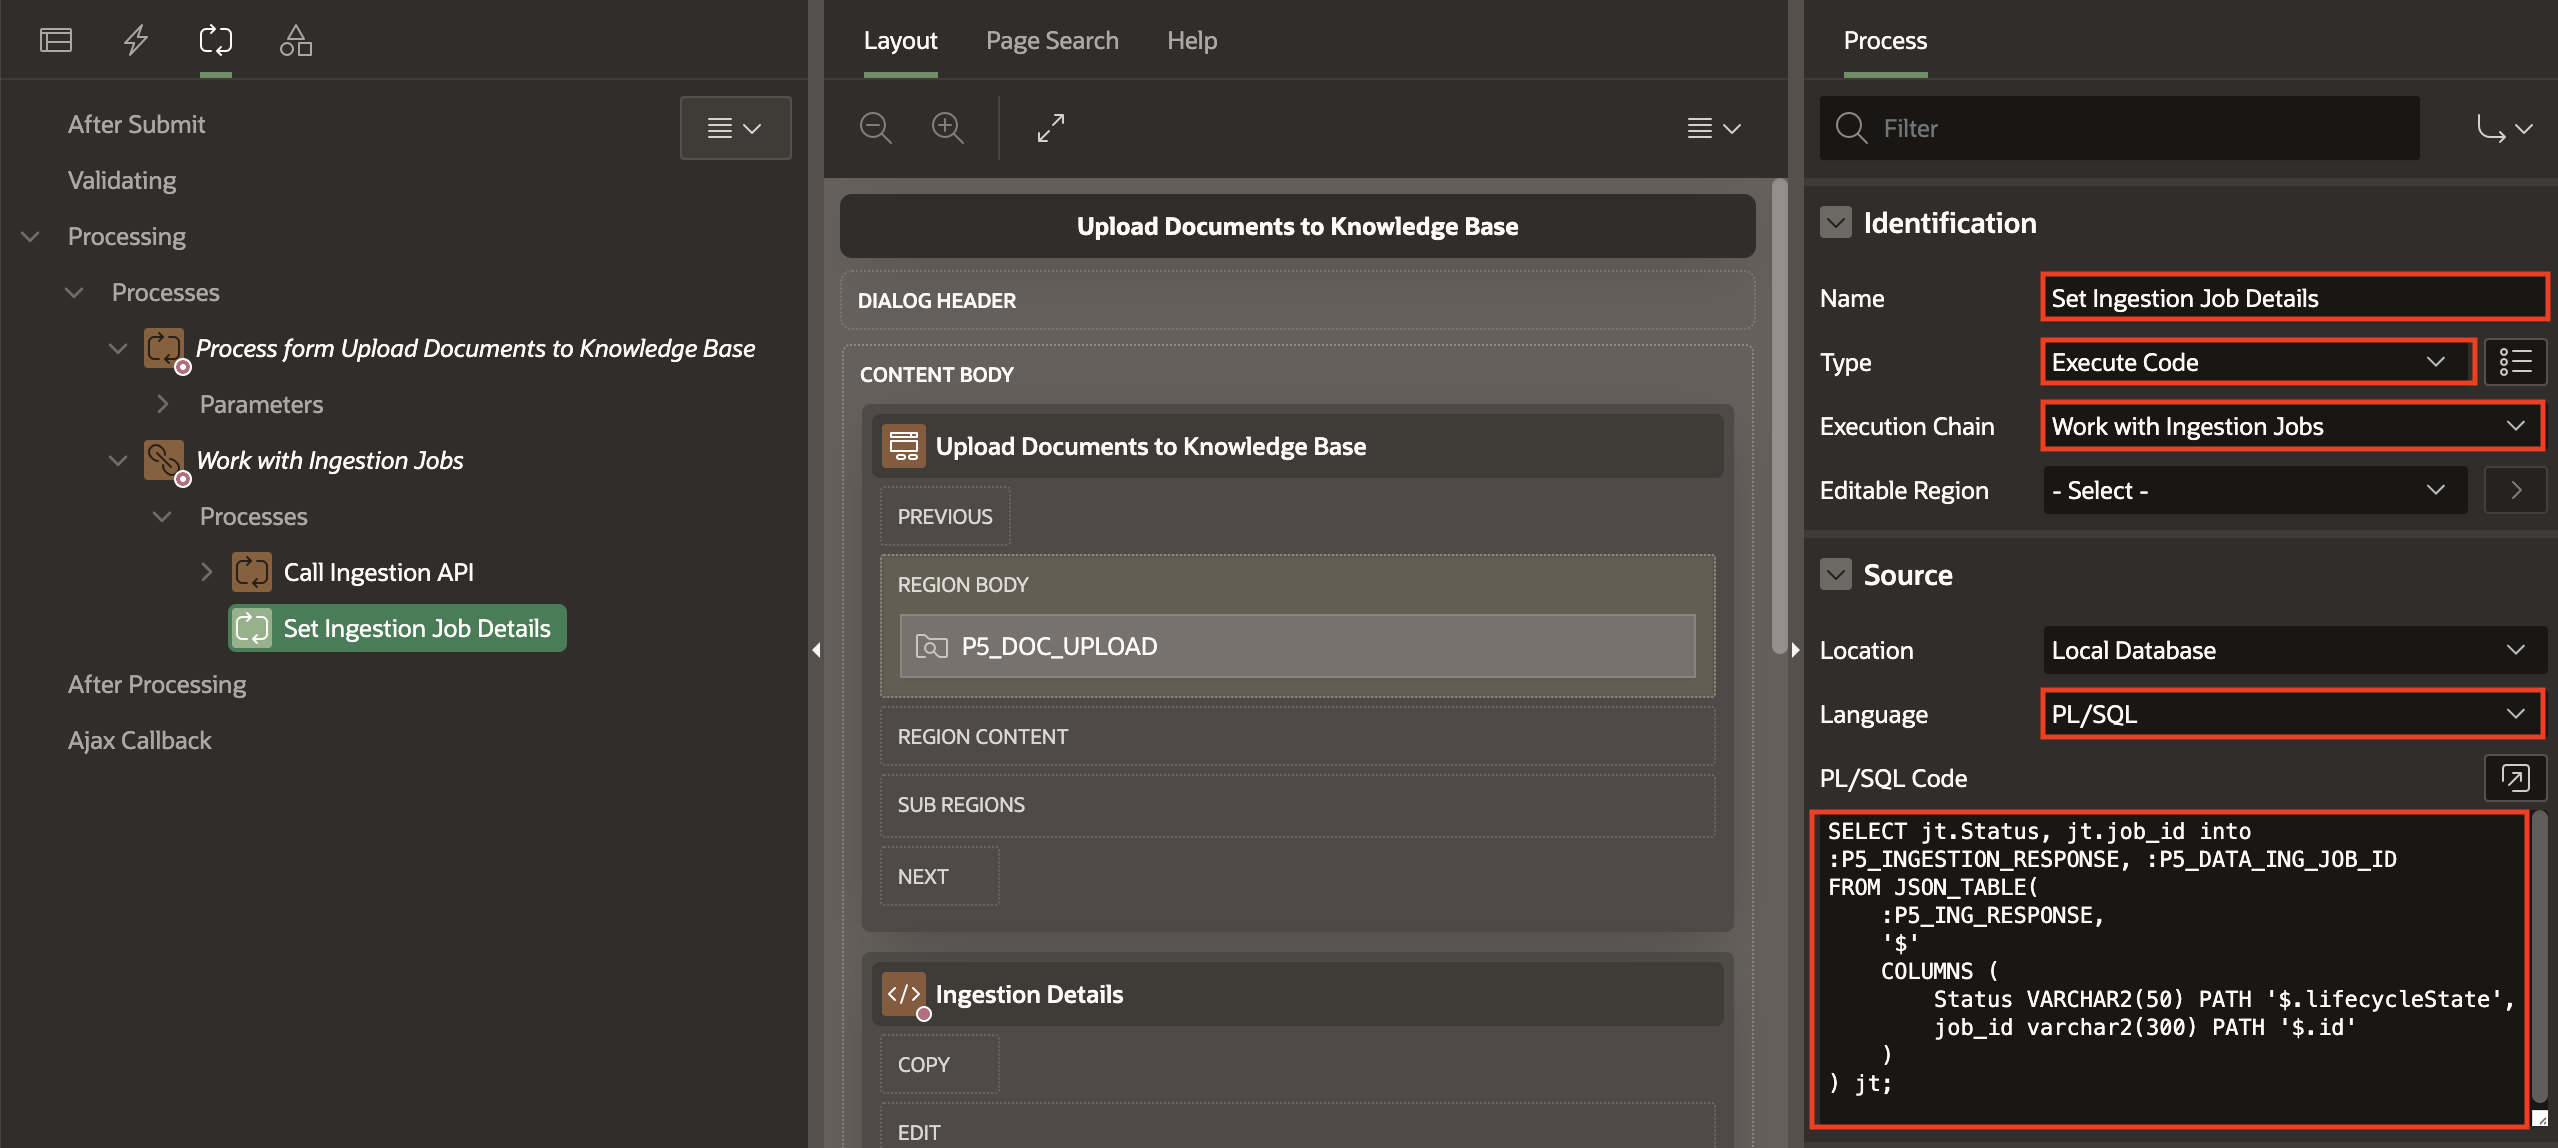 After Submit
Validating
Processing
Processes
Process form Upload Documents to Knowledge Base
Parameters
Work with Ingestion Jobs
Processes
Call Ingestion API
Set Ingestion Job Details
After Processing
Ajax Callback
Layout
Page Search
Help
Upload Documents to Knowledge Base
DIALOG HEADER
CONTENT BODY
Upload Documents to Knowledge Base
PREVIOUS
REGION BODY
P5_DOC_UPLOAD
REGION CONTENT
SUB REGIONS
NEXT
Ingestion Details
COPY
EDIT
Process
Filter
Identification
Name Set Ingestion Job Details
Type Execute Code
Execution Chain Work with Ingestion Jobs
Editable Region - Select -
Source
Location Local Database
Language PL/SQL
PL/SQL Code
SELECT jt.Status, jt.job_id into
:P5_INGESTION_RESPONSE, :P5_DATA_ING_JOB_ID
FROM JSON_TABLE(
    :P5_ING_RESPONSE,
    '$'
    COLUMNS (
        Status VARCHAR2(50) PATH '$.lifecycleState',
        job_id varchar2(300) PATH '$.id'
    )
) jt;